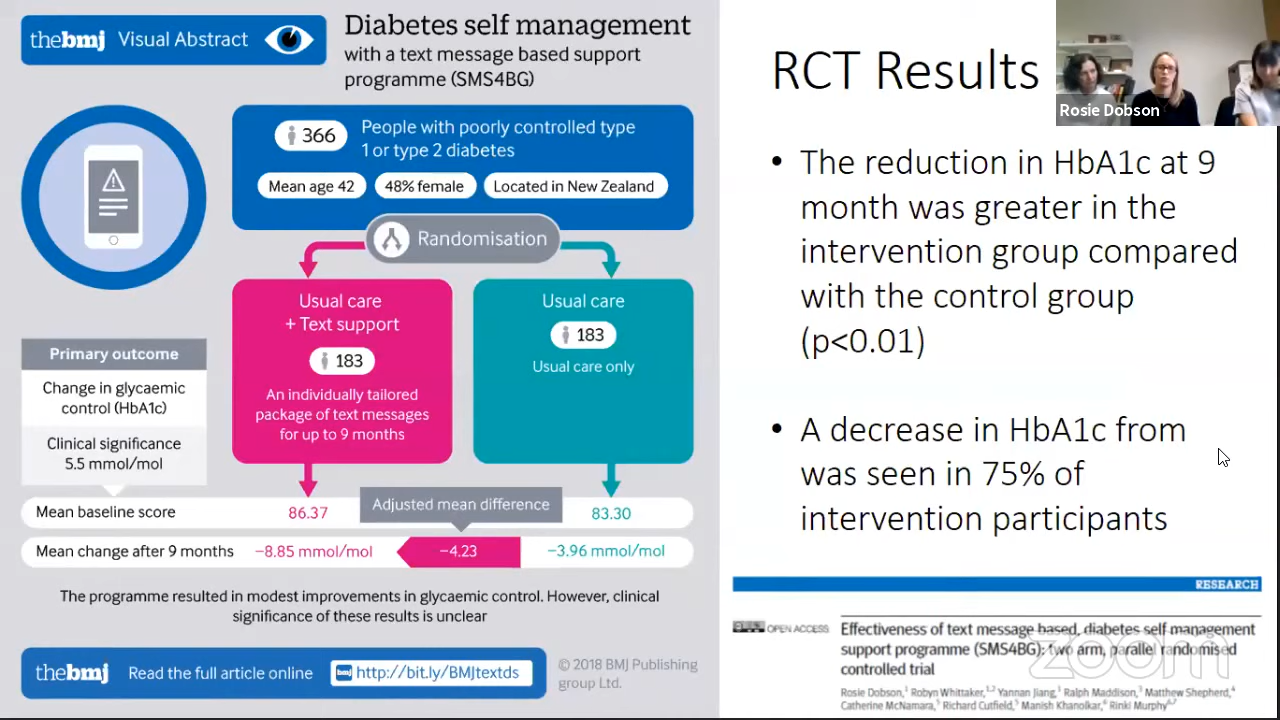 thebmj Visual Abstract
Diabetes self management
with a text message based support
programme (SMS4BG)
366
People with poorly controlled type
1 or type 2 diabetes
Mean age 42
48% female
Located in New Zealand
Randomisation
Usual care
+ Text support
183
An individually tailored
package of text messages
for up to 9 months
Usual care
183
Usual care only
Primary outcome
Change in glycaemic
control (HbA1c)
Clinical significance
5.5 mmol/mol
Adjusted mean difference
Mean baseline score 86.37 83.30
Mean change after 9 months −8.85 mmol/mol −4.23 −3.96 mmol/mol
The programme resulted in modest improvements in glycaemic control. However, clinical
significance of these results is unclear
thebmj Read the full article online bmj http://bit.ly/BMJtextds
© 2018 BMJ Publishing
group Ltd.
RCT Results
Rosie Dobson
• The reduction in HbA1c at 9
month was greater in the
intervention group compared
with the control group
(p<0.01)
• A decrease in HbA1c from
was seen in 75% of
intervention participants
RESEARCH
OPEN ACCESS
Effectiveness of text message based, diabetes self management
support programme (SMS4BG): two arm, parallel randomised
controlled trial
Rosie Dobson,1 Robyn Whittaker,1,2 Yannan Jiang,1 Ralph Maddison,3 Matthew Shepherd,4
Catherine McNamara,5 Richard Cutfield,5 Manish Khanolkar,6 Rinki Murphy6,7
zoom